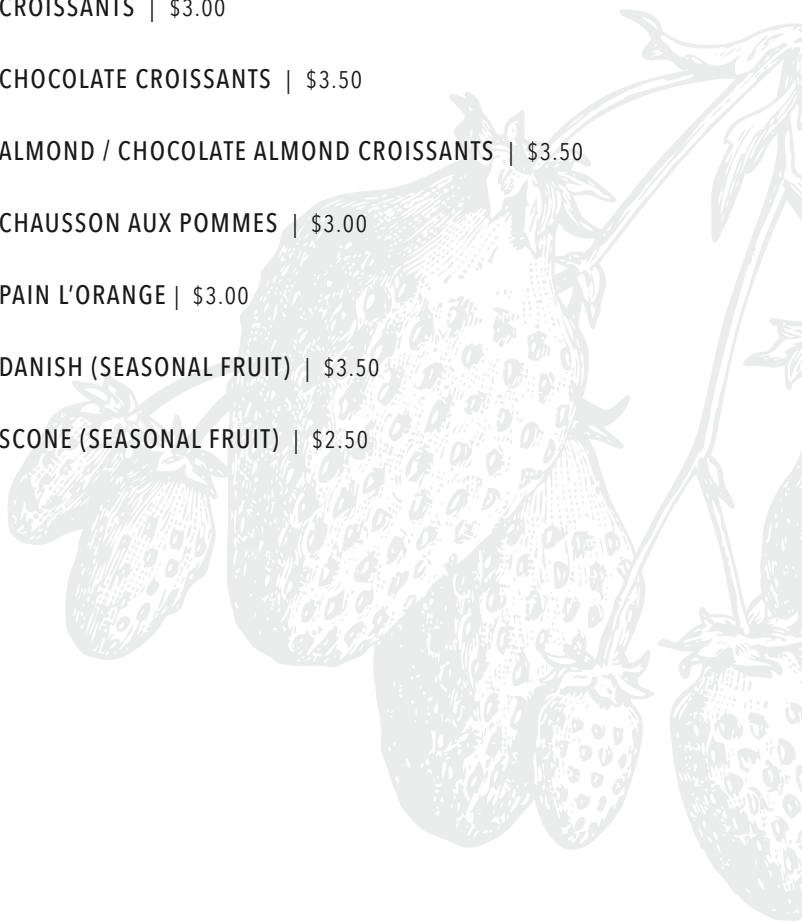 CROISSANTS | $3.00
CHOCOLATE CROISSANTS | $3.50
ALMOND / CHOCOLATE ALMOND CROISSANTS | $3.50
CHAUSSON AUX POMMES | $3.00
PAIN L'ORANGE | $3.00
DANISH (SEASONAL FRUIT) | $3.50
SCONE (SEASONAL FRUIT) | $2.50